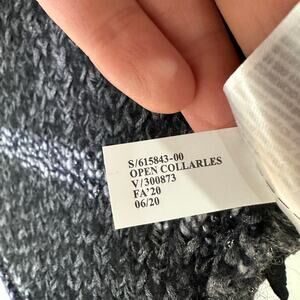 S/615843-00
OPEN COLLARLES
V/300873
FA'20
06/20